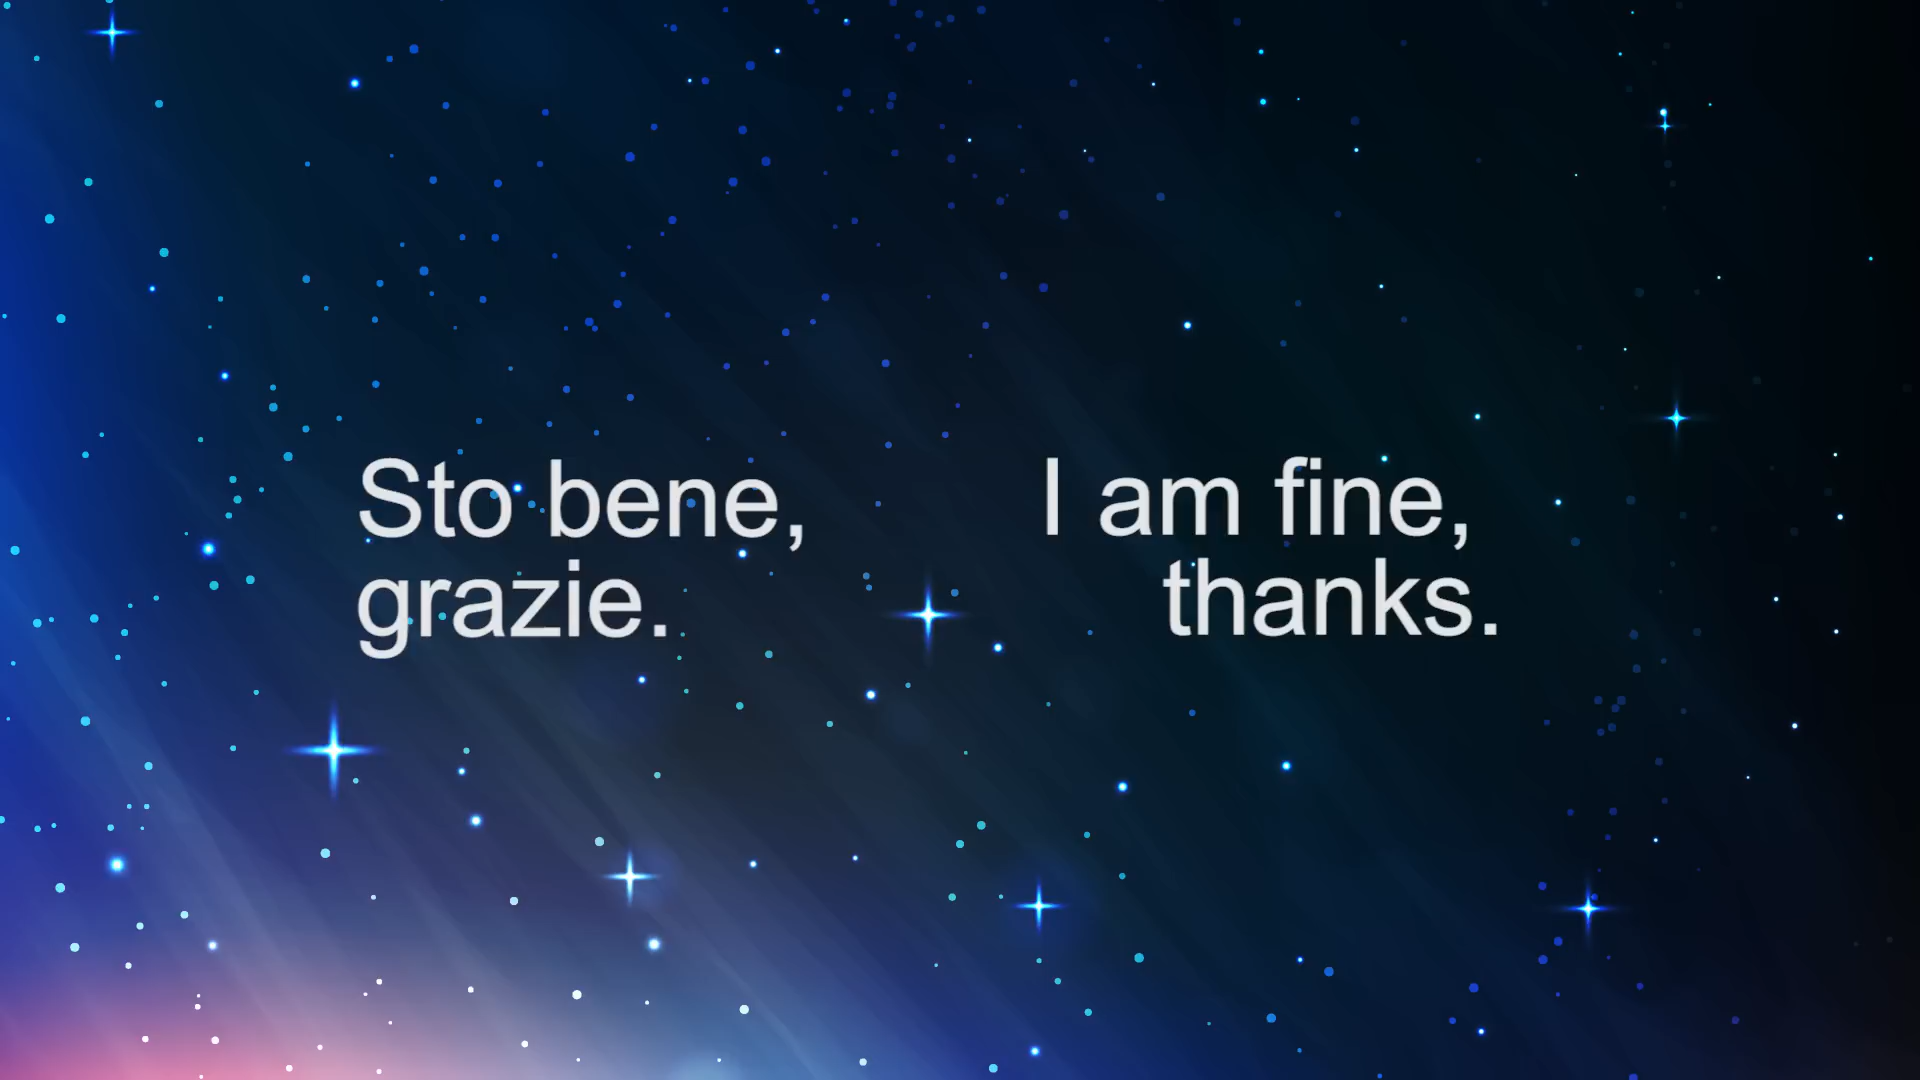 Sto bene,
grazie.
I am fine,
thanks.